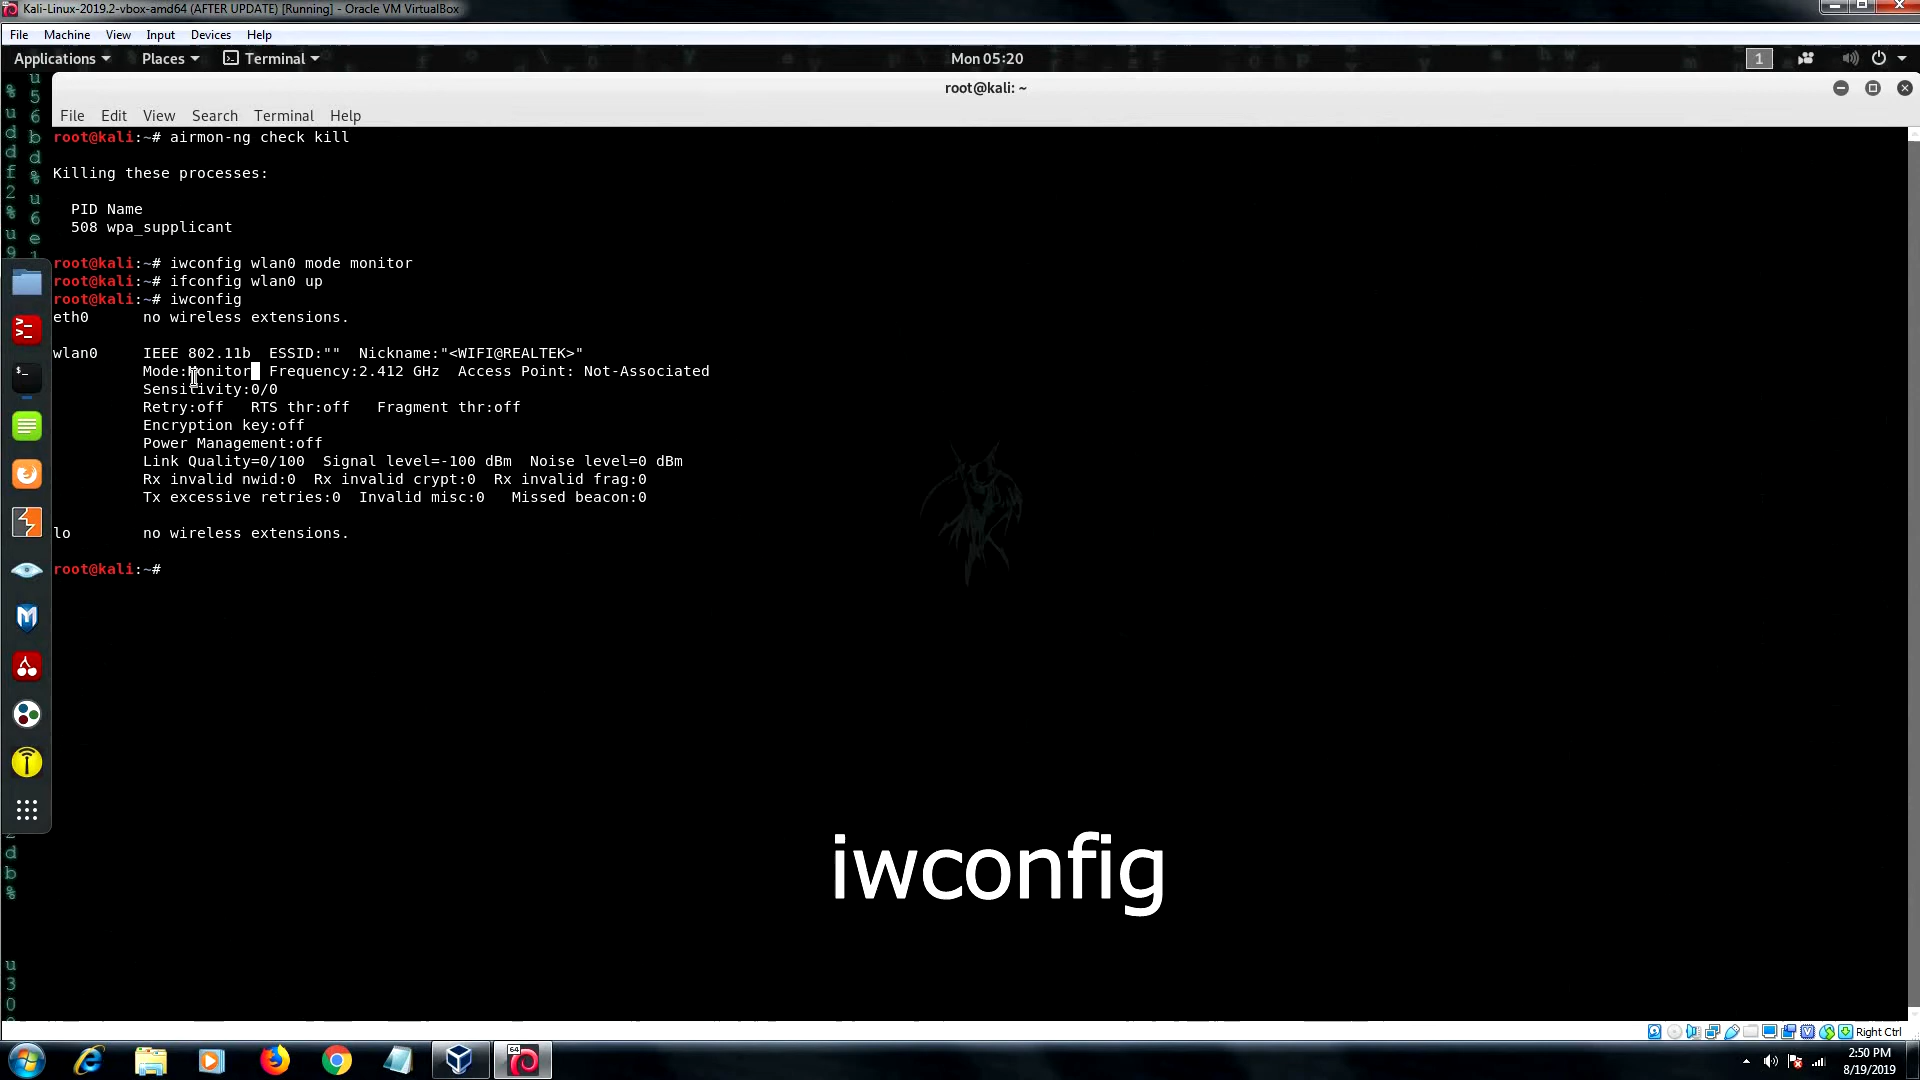 Kali-Linux-2019.2-vbox-amd64 (AFTER UPDATE) [Running] - Oracle VM VirtualBox
File Machine View Input Devices Help
Applications Places Terminal Mon 05:20 1
root@kali: ~
File Edit View Search Terminal Help
root@kali:~# airmon-ng check kill
Killing these processes:
PID Name
508 wpa_supplicant
root@kali:~# iwconfig wlan0 mode monitor
root@kali:~# ifconfig wlan0 up
root@kali:~# iwconfig
eth0 no wireless extensions.
wlan0 IEEE 802.11b ESSID:"" Nickname:"<WIFI@REALTEK>"
Mode:Monitor Frequency:2.412 GHz Access Point: Not-Associated
Sensitivity:0/0
Retry:off RTS thr:off Fragment thr:off
Encryption key:off
Power Management:off
Link Quality=0/100 Signal level=-100 dBm Noise level=0 dBm
Rx invalid nwid:0 Rx invalid crypt:0 Rx invalid frag:0
Tx excessive retries:0 Invalid misc:0 Missed beacon:0
lo no wireless extensions.
root@kali:~#
iwconfig
Right Ctrl
64
2:50 PM
8/19/2019